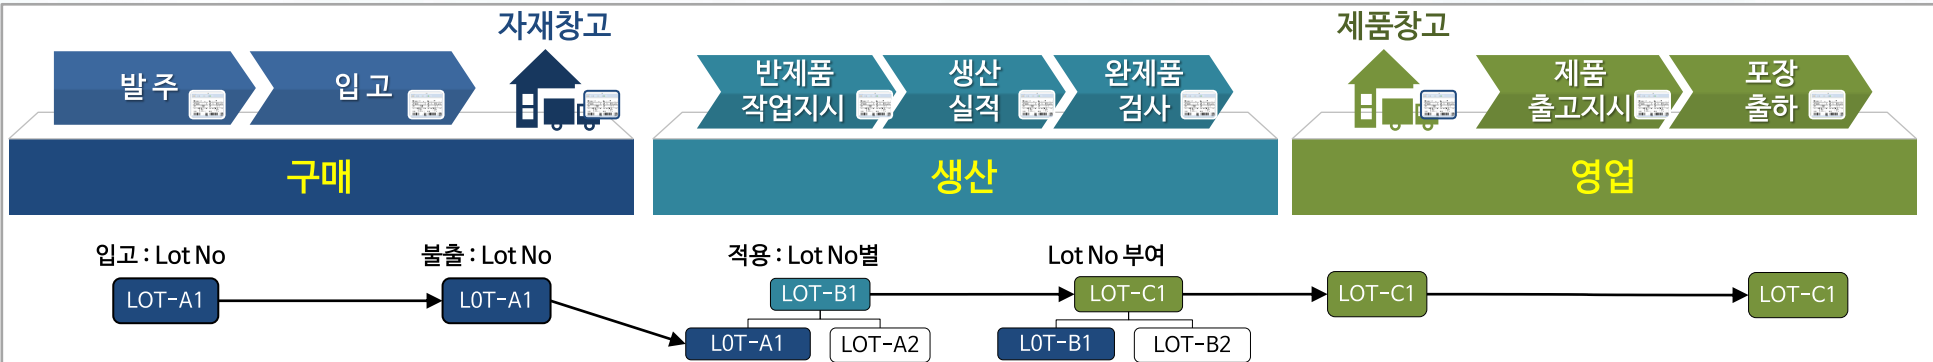 자재창고
제품창고
발 주
입 고
반제품
작업지시
생산
실적
완제품
검사
제품
출고지시
포장
출하
구매
생산
영업
입고 : Lot No
불출 : Lot No
적용 : Lot No별
Lot No 부여
LOT-A1
L0T-A1
LOT-B1
LOT-C1
LOT-C1
LOT-C1
L0T-A1
LOT-A2
L0T-B1
LOT-B2